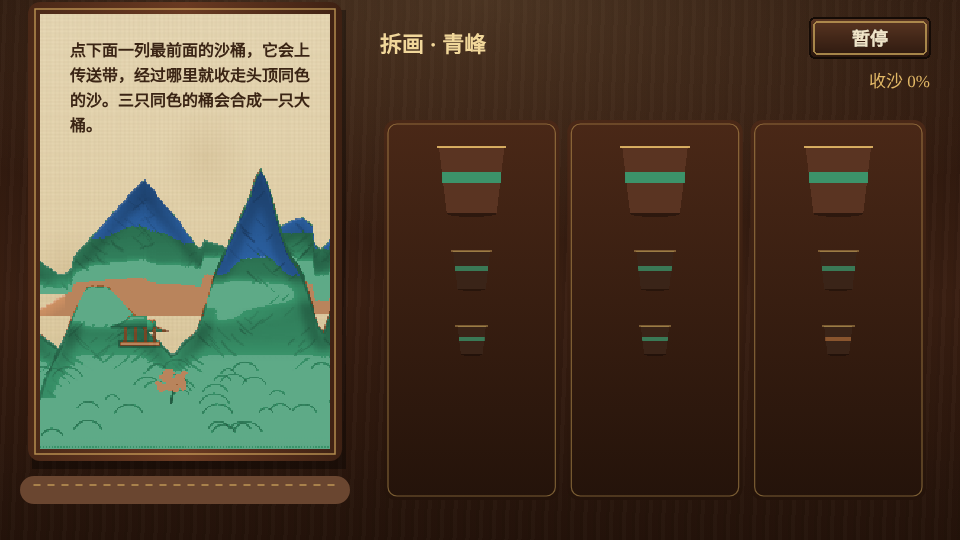 点下面一列最前面的沙桶，它会上
传送带，经过哪里就收走头顶同色
的沙。三只同色的桶会合成一只大
桶。
拆画 · 青峰
暂停
收沙 0%